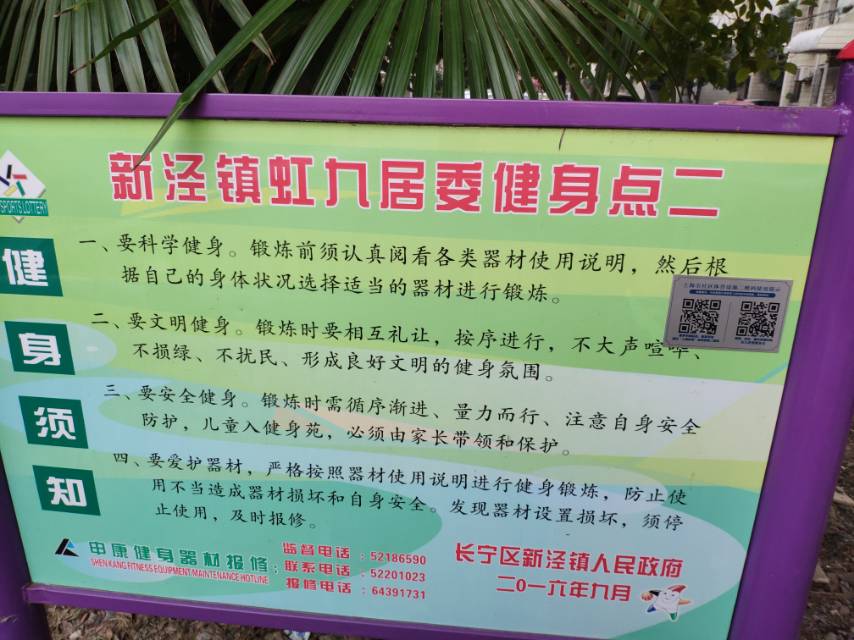 新泾镇虹九居委健身点二
SPORTS LOTTERY
健
身
须
知
一、要科学健身。锻炼前须认真阅看各类器材使用说明，然后根
据自己的身体状况选择适当的器材进行锻炼。
二、要文明健身。锻炼时要相互礼让，按序进行，不大声喧哗、
不损绿、不扰民、形成良好文明的健身氛围。
三、要安全健身。锻炼时需循序渐进、量力而行、注意自身安全
防护，儿童入健身苑，必须由家长带领和保护。
四、要爱护器材，严格按照器材使用说明进行健身锻炼，防止使
用不当造成器材损坏和自身安全。发现器材设置损坏，须停
止使用，及时报修。
申康健身器材报修：
SHEN KANG FITNESS EQUIPMENT MAINTENANCE HOTLINE
监督电话：52186590
联系电话：52201023
报修电话：64391731
长宁区新泾镇人民政府
二0一六年九月